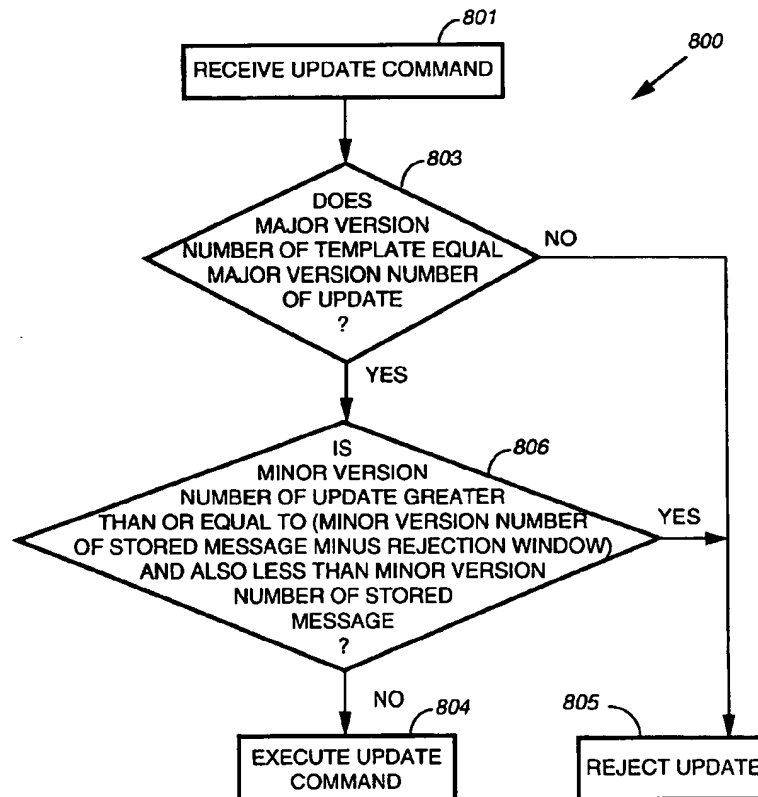 801
RECEIVE UPDATE COMMAND
800
803
DOES
MAJOR VERSION
NUMBER OF TEMPLATE EQUAL
MAJOR VERSION NUMBER
OF UPDATE
?
NO
YES
806
IS
MINOR VERSION
NUMBER OF UPDATE GREATER
THAN OR EQUAL TO (MINOR VERSION NUMBER
OF STORED MESSAGE MINUS REJECTION WINDOW)
AND ALSO LESS THAN MINOR VERSION
NUMBER OF STORED
MESSAGE
?
YES
NO
804
EXECUTE UPDATE
COMMAND
805
REJECT UPDATE